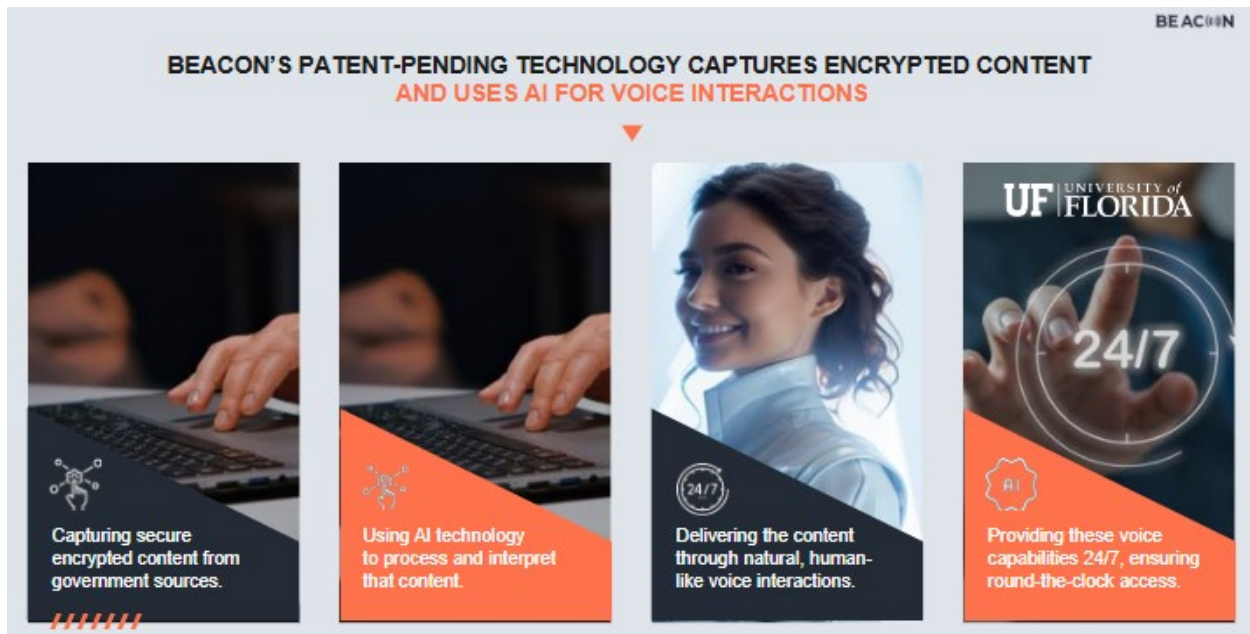 BEACON
BEACON'S PATENT-PENDING TECHNOLOGY CAPTURES ENCRYPTED CONTENT
AND USES AI FOR VOICE INTERACTIONS
Capturing secure
encrypted content from
government sources.
Using AI technology
to process and interpret
that content.
24/7
Delivering the content
through natural, human-
like voice interactions.
UF UNIVERSITY of
FLORIDA
24/7
AI
Providing these voice
capabilities 24/7, ensuring
round-the-clock access.